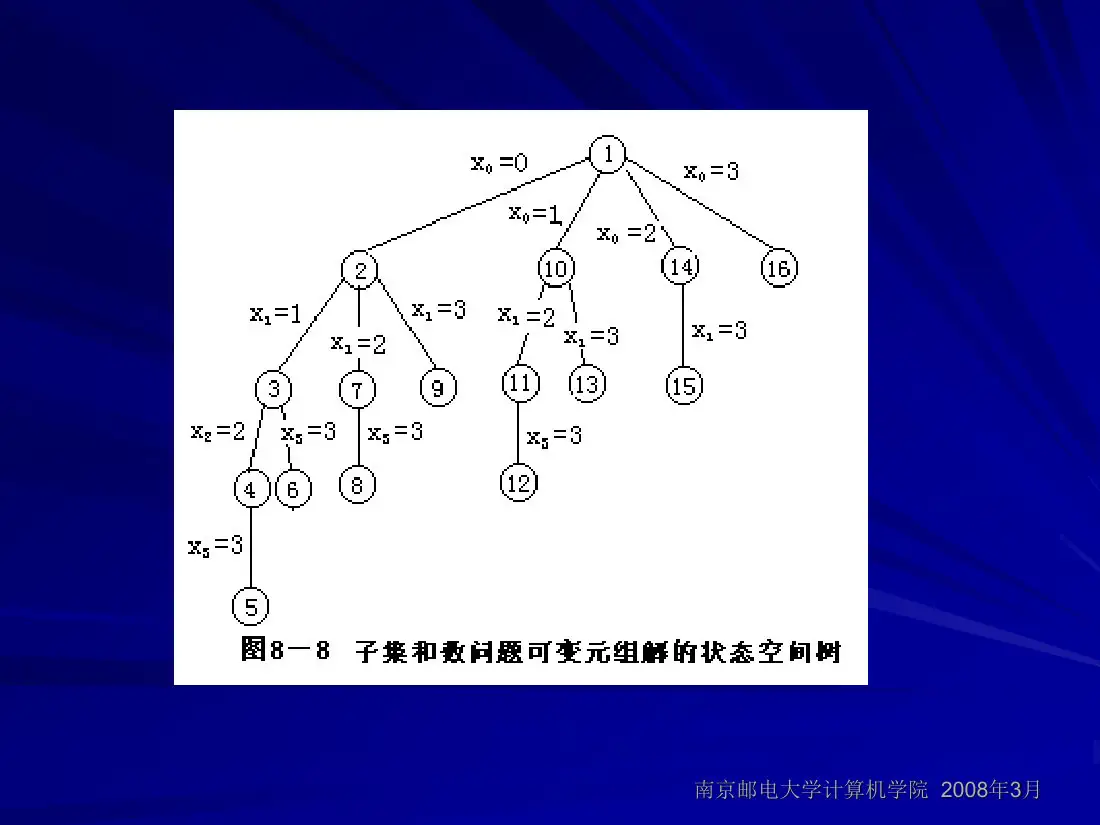 1
x₀=0
x₀=3
x₀=1
x₀=2
2
10
14
16
x₁=1
x₁=2
x₁=3
x₁=2
x₁=3
x₁=3
3
7
9
11
13
15
x₂=2
x₃=3
x₃=3
x₃=3
4
6
8
12
x₃=3
5
图8-8 子集和数问题可变元组解的状态空间树
南京邮电大学计算机学院 2008年3月